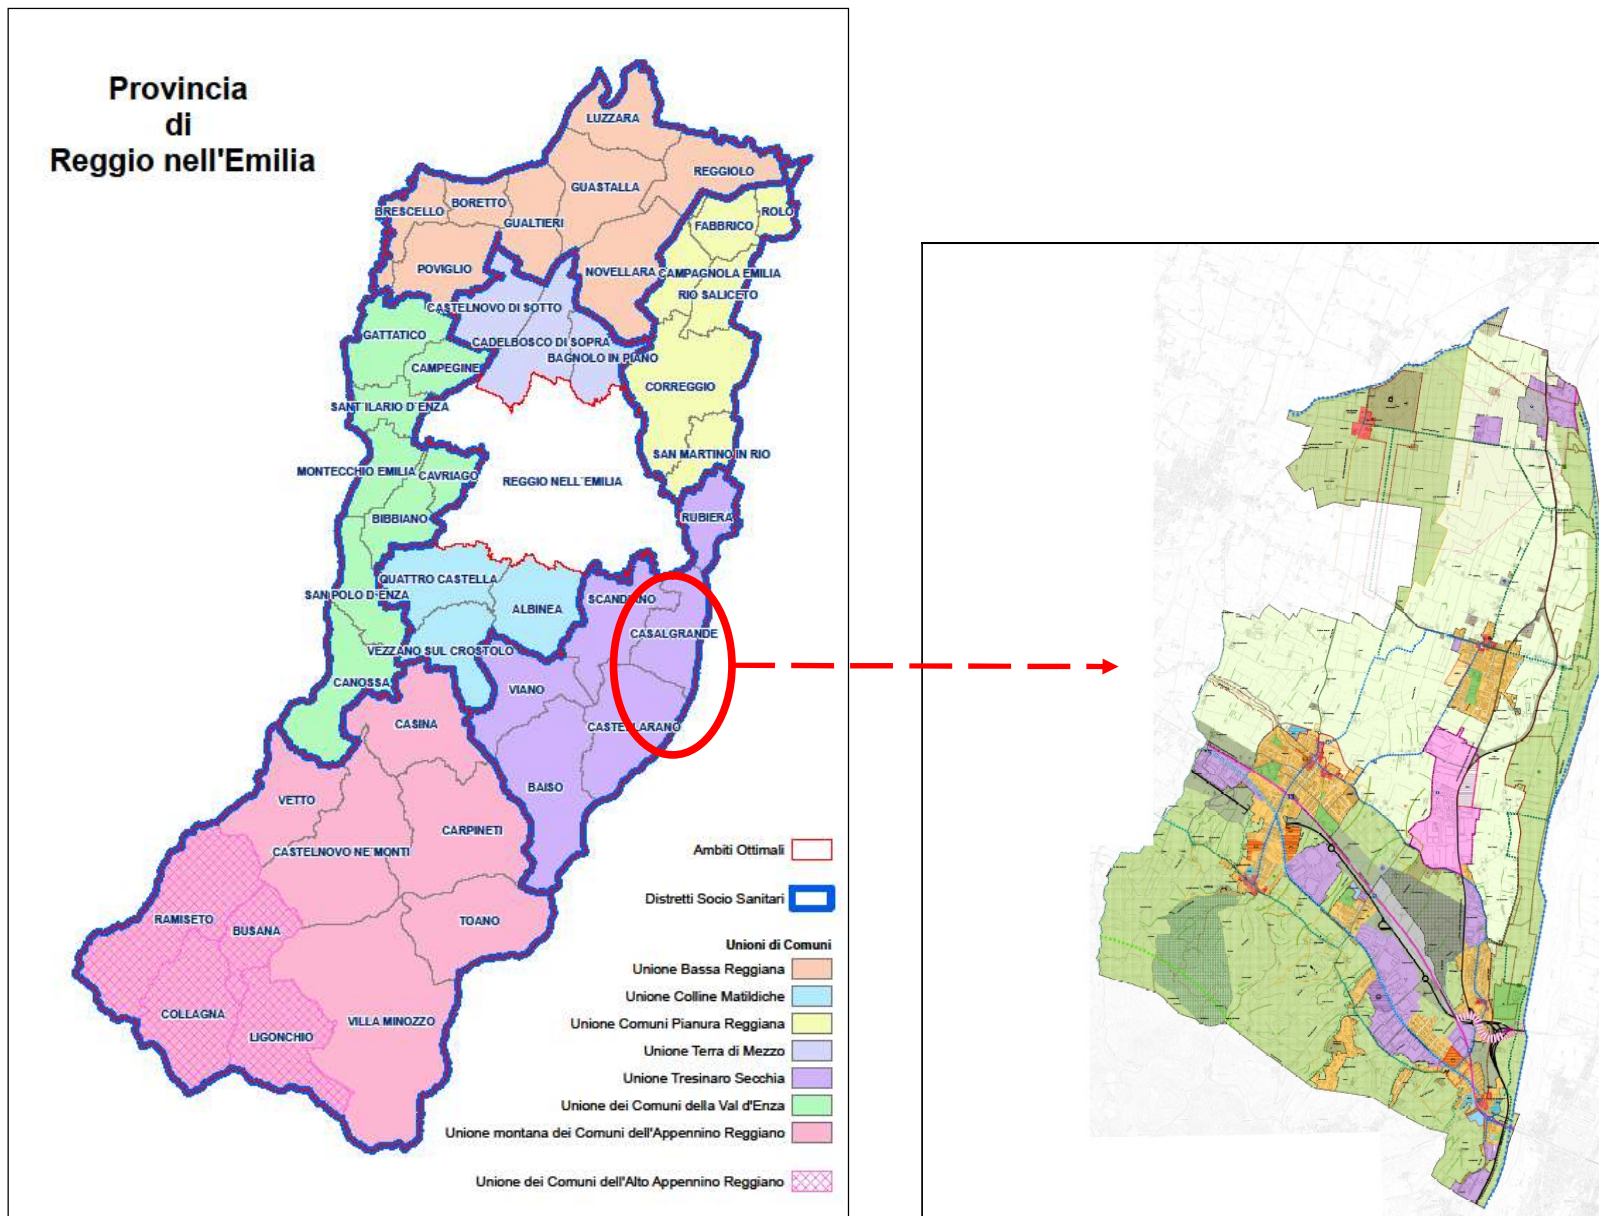 Provincia
di
Reggio nell'Emilia
LUZZARA
REGGIOLO
GUASTALLA
BORETTO
BRESCELLO
GUALTIERI
ROLO
FABBRICO
POVIGLIO
NOVELLARA
CAMPAGNOLA EMILIA
RIO SALICETO
CASTELNOVO DI SOTTO
GATTATICO
CADELBOSCO DI SOPRA
BAGNOLO IN PIANO
CAMPEGINE
CORREGGIO
SANT'ILARIO D'ENZA
SAN MARTINO IN RIO
MONTECCHIO EMILIA
CAVRIAGO
REGGIO NELL'EMILIA
BIBBIANO
RUBIERA
QUATTRO CASTELLA
SAN POLO D'ENZA
ALBINEA
SCANDIANO
CASALGRANDE
VEZZANO SUL CROSTOLO
CANOSSA
VIANO
CASINA
CASTELLARANO
BAISO
VETTO
CARPINETI
CASTELNOVO NE'MONTI
RAMISETO
BUSANA
TOANO
COLLAGNA
LIGONCHIO
VILLA MINOZZO
Ambiti Ottimali
Distretti Socio Sanitari
Unioni di Comuni
Unione Bassa Reggiana
Unione Colline Matildiche
Unione Comuni Pianura Reggiana
Unione Terra di Mezzo
Unione Tresinaro Secchia
Unione dei Comuni della Val d'Enza
Unione montana dei Comuni dell'Appennino Reggiano
Unione dei Comuni dell'Alto Appennino Reggiano